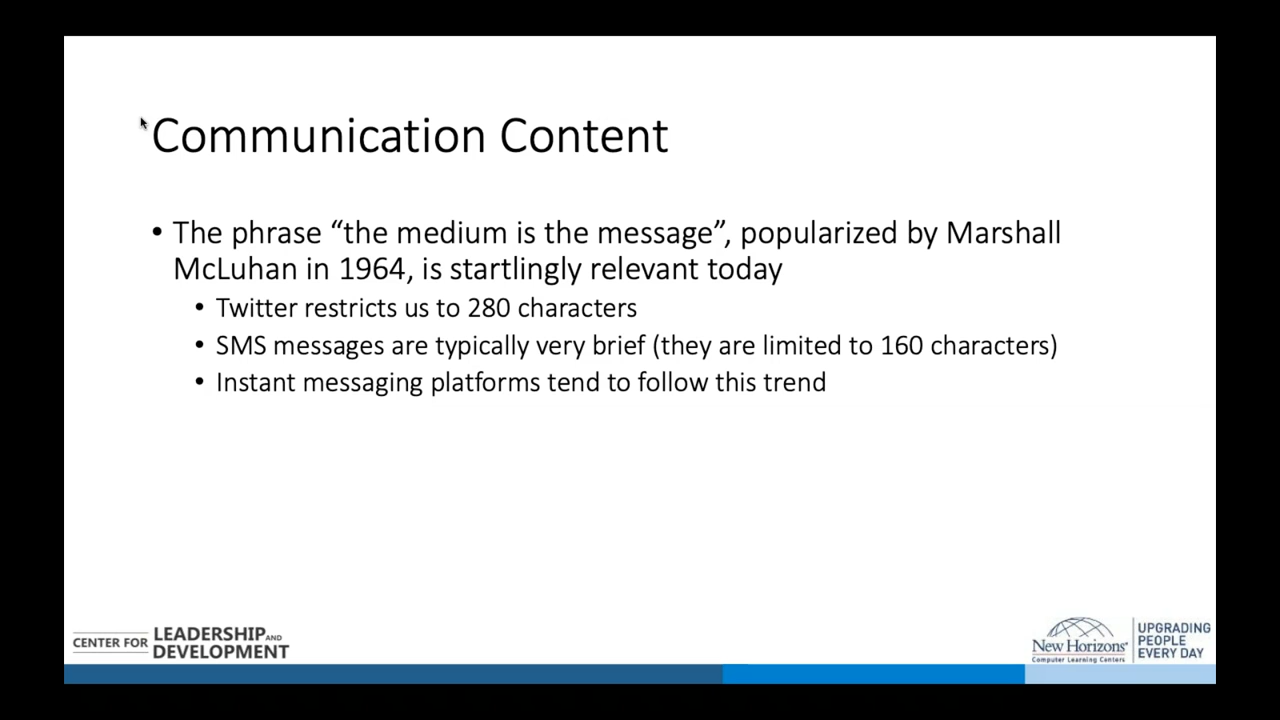 Communication Content
• The phrase “the medium is the message”, popularized by Marshall
McLuhan in 1964, is startlingly relevant today
• Twitter restricts us to 280 characters
• SMS messages are typically very brief (they are limited to 160 characters)
• Instant messaging platforms tend to follow this trend
CENTER FOR LEADERSHIP AND
DEVELOPMENT
New Horizons®
Computer Learning Centers
UPGRADING
PEOPLE
EVERY DAY